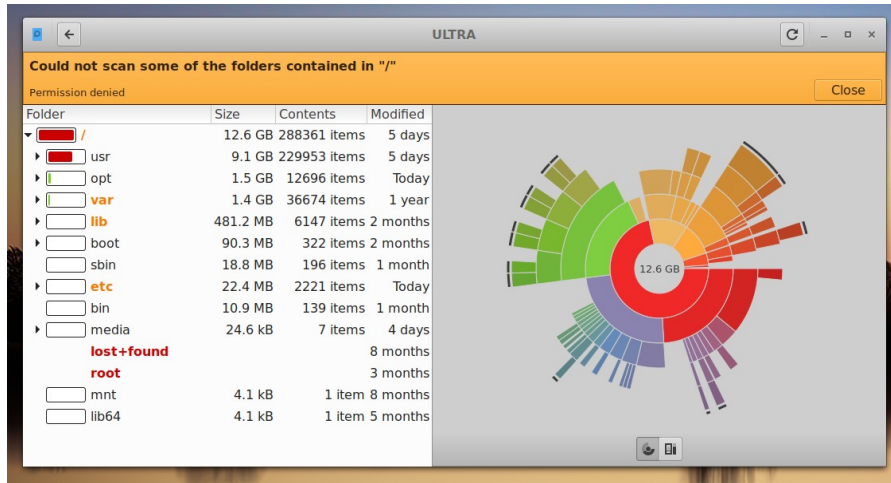 ULTRA
Could not scan some of the folders contained in "/"
Permission denied
Close
Folder Size Contents Modified
/ 12.6 GB 288361 items 5 days
usr 9.1 GB 229953 items 5 days
opt 1.5 GB 12696 items Today
var 1.4 GB 36674 items 1 year
lib 481.2 MB 6147 items 2 months
boot 90.3 MB 322 items 2 months
sbin 18.8 MB 196 items 1 month
etc 22.4 MB 2221 items Today
bin 10.9 MB 139 items 1 month
media 24.6 kB 7 items 4 days
lost+found 8 months
root 3 months
mnt 4.1 kB 1 item 8 months
lib64 4.1 kB 1 item 5 months
12.6 GB